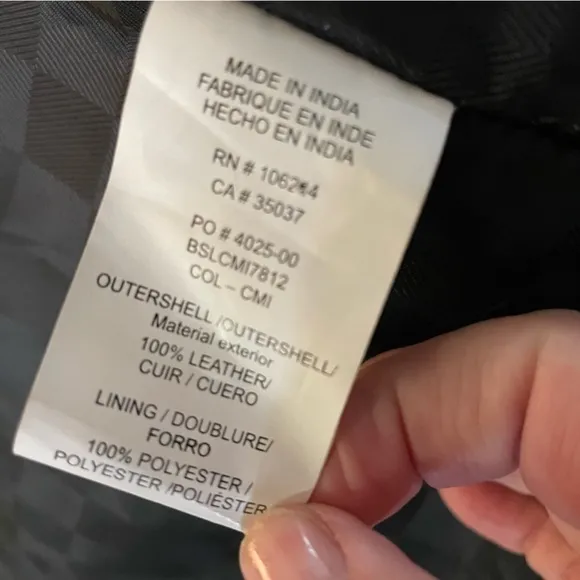 MADE IN INDIA
FABRIQUE EN INDE
HECHO EN INDIA
RN #
CA # 35037
PO # 4025-00
BSLCMI7812
COL – CMI
OUTERSHELL /OUTERSHELL/
Material exterior
100% LEATHER/
CUIR / CUERO
LINING / DOUBLURE/
FORRO
100% POLYESTER /
POLYESTER /POLIÉSTER